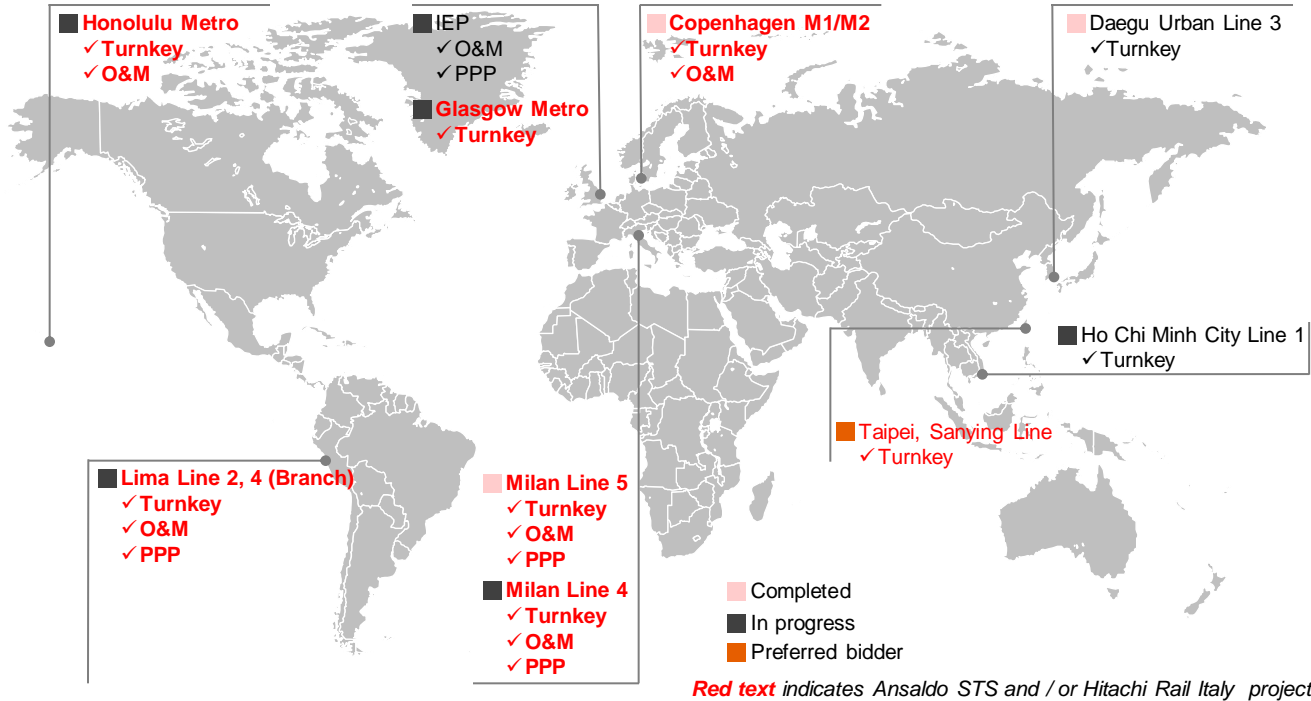 Honolulu Metro
✓Turnkey
✓O&M
IEP
✓O&M
✓PPP
Glasgow Metro
✓Turnkey
Copenhagen M1/M2
✓Turnkey
✓O&M
Daegu Urban Line 3
✓Turnkey
Ho Chi Minh City Line 1
✓Turnkey
Taipei, Sanying Line
✓Turnkey
Lima Line 2, 4 (Branch)
✓Turnkey
✓O&M
✓PPP
Milan Line 5
✓Turnkey
✓O&M
✓PPP
Milan Line 4
✓Turnkey
✓O&M
✓PPP
Completed
In progress
Preferred bidder
Red text indicates Ansaldo STS and / or Hitachi Rail Italy project